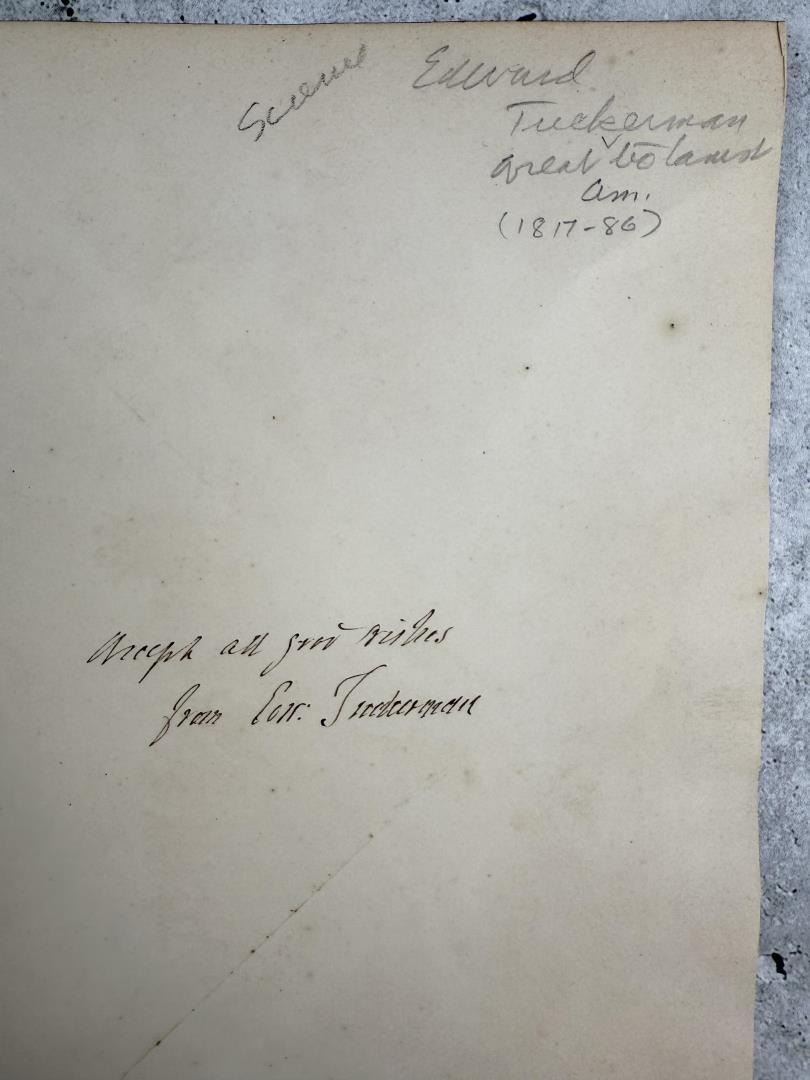 Science
Edward
Tuckerman
great botanist
Am.
(1817-86)
Accept all good wishes
from Edw: Tuckerman